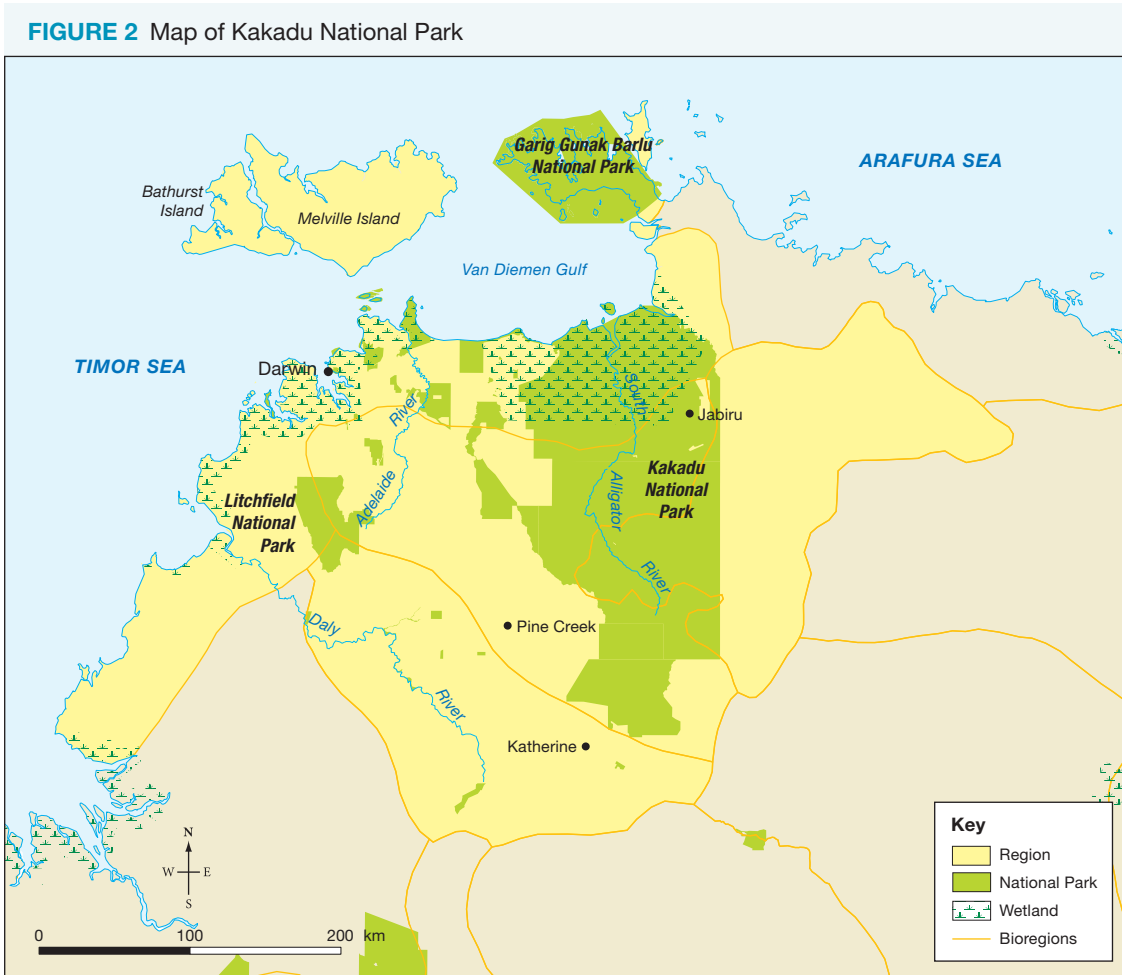 FIGURE 2 Map of Kakadu National Park
Garig Gunak Barlu
National Park
ARAFURA SEA
Bathurst
Island
Melville Island
Van Diemen Gulf
TIMOR SEA
Darwin
South
Jabiru
River
Kakadu
National
Park
Litchfield
National
Park
Adelaide
Alligator
River
Pine Creek
Daly
River
Katherine
Key
Region
National Park
Wetland
Bioregions
N
W
E
S
0
100
200 km